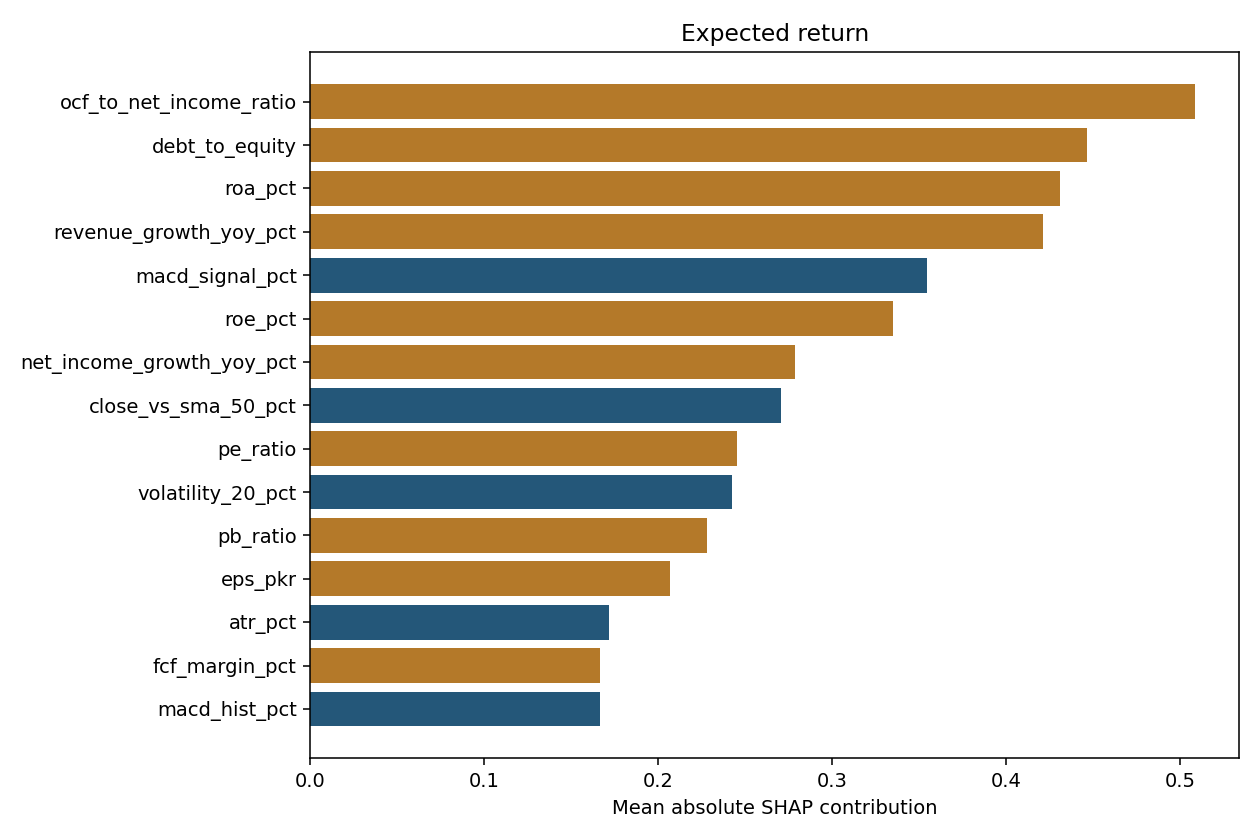 Expected return
ocf_to_net_income_ratio
debt_to_equity
roa_pct
revenue_growth_yoy_pct
macd_signal_pct
roe_pct
net_income_growth_yoy_pct
close_vs_sma_50_pct
pe_ratio
volatility_20_pct
pb_ratio
eps_pkr
atr_pct
fcf_margin_pct
macd_hist_pct
0.0 0.1 0.2 0.3 0.4 0.5
Mean absolute SHAP contribution